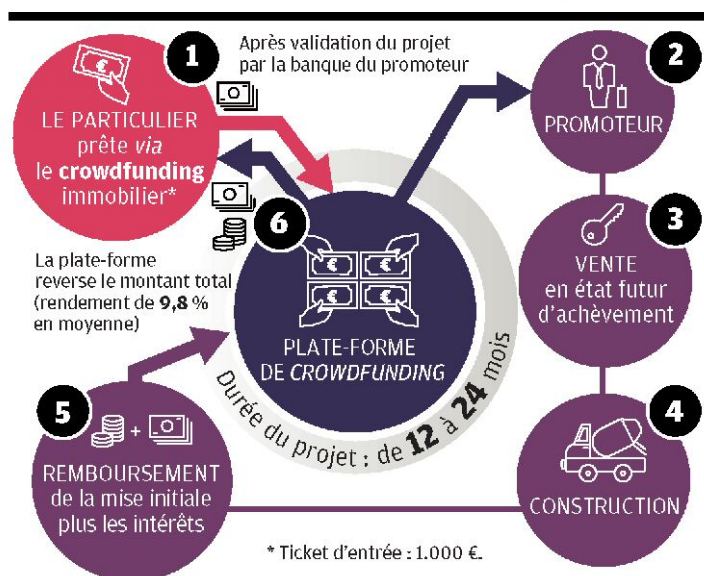 1
LE PARTICULIER
prête via
le crowdfunding
immobilier*
Après validation du projet
par la banque du promoteur
2
PROMOTEUR
3
VENTE
en état futur
d'achèvement
4
CONSTRUCTION
5
+
REMBOURSEMENT
de la mise initiale
plus les intérêts
6
La plate-forme
reverse le montant total
(rendement de 9,8 %
en moyenne)
€
€ €
€ €
PLATE-FORME
DE CROWDFUNDING
Durée du projet : de 12 à 24 mois
* Ticket d'entrée : 1.000 €.